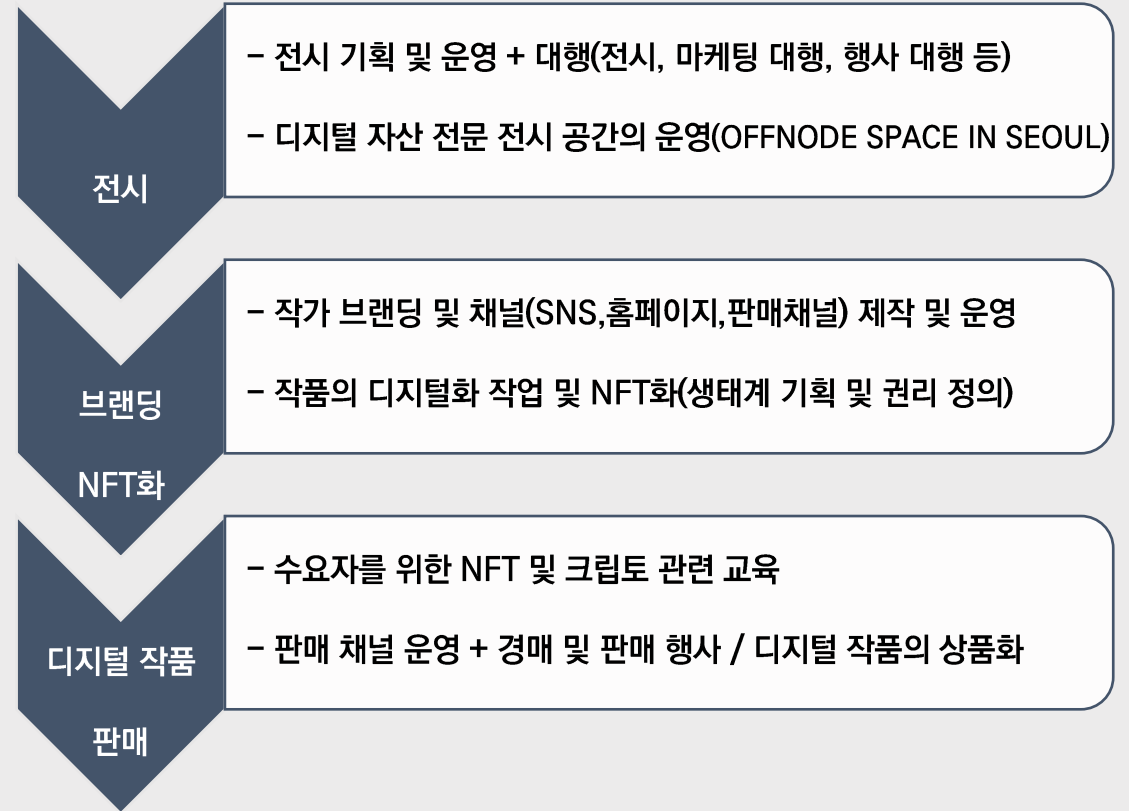 전시
– 전시 기획 및 운영 + 대행(전시, 마케팅 대행, 행사 대행 등)
– 디지털 자산 전문 전시 공간의 운영(OFFNODE SPACE IN SEOUL)
브랜딩
NFT화
– 작가 브랜딩 및 채널(SNS,홈페이지,판매채널) 제작 및 운영
– 작품의 디지털화 작업 및 NFT화(생태계 기획 및 권리 정의)
디지털 작품
판매
– 수요자를 위한 NFT 및 크립토 관련 교육
– 판매 채널 운영 + 경매 및 판매 행사 / 디지털 작품의 상품화